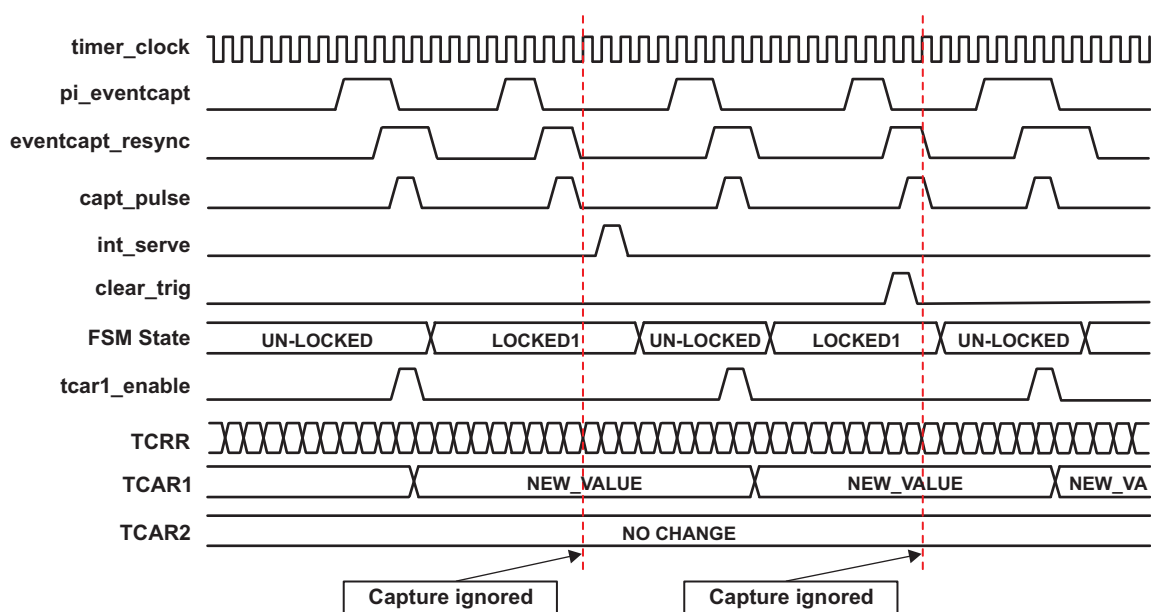 timer_clock
pi_eventcapt
eventcapt_resync
capt_pulse
int_serve
clear_trig
FSM State
UN-LOCKED
LOCKED1
UN-LOCKED
LOCKED1
UN-LOCKED
tcar1_enable
TCRR
TCAR1
NEW_VALUE
NEW_VALUE
NEW_VA
TCAR2
NO CHANGE
Capture ignored
Capture ignored